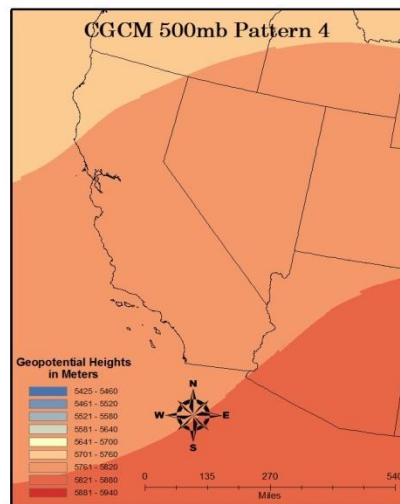 CGCM 500mb Pattern 4
Geopotential Heights
in Meters
5425 - 5460
5461 - 5520
5521 - 5580
5581 - 5640
5641 - 5700
5701 - 5760
5761 - 5820
5821 - 5880
5881 - 5940
N
W E
S
0 135 270 540
Miles